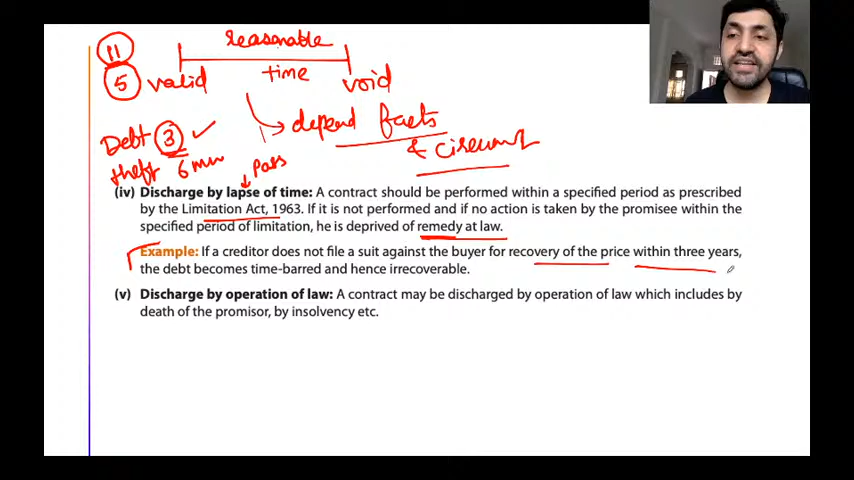 11 reasonable
5 valid time void
depend facts
& circumst
Debt 3 ✓
theft 6 mon
Pass
(iv) Discharge by lapse of time: A contract should be performed within a specified period as prescribed
by the Limitation Act, 1963. If it is not performed and if no action is taken by the promisee within the
specified period of limitation, he is deprived of remedy at law.
Example: If a creditor does not file a suit against the buyer for recovery of the price within three years,
the debt becomes time-barred and hence irrecoverable.
(v) Discharge by operation of law: A contract may be discharged by operation of law which includes by
death of the promisor, by insolvency etc.